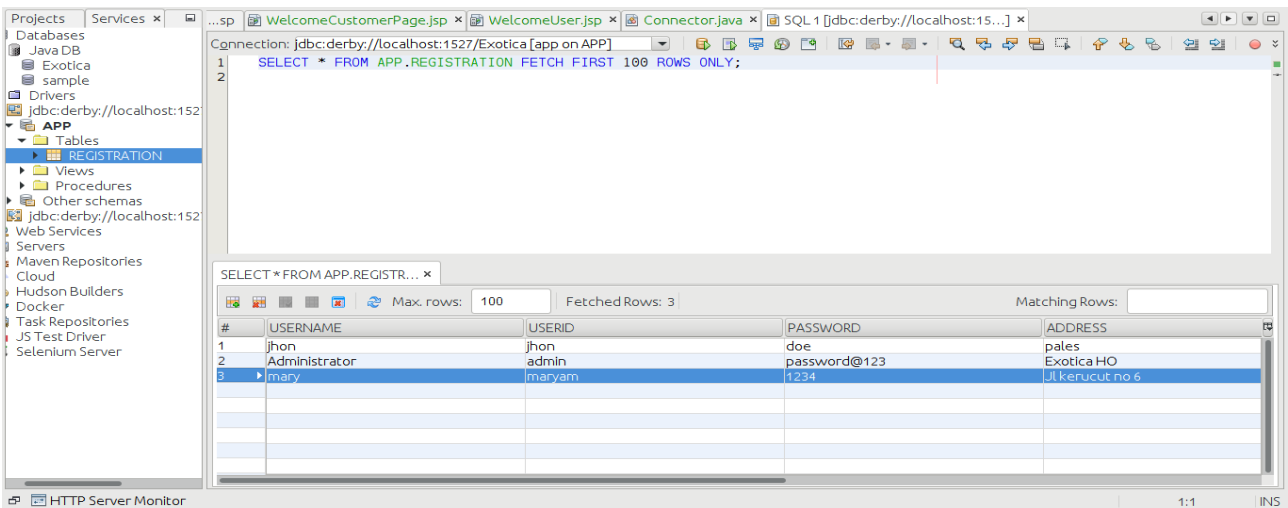 Projects Services ×
...sp WelcomeCustomerPage.jsp × WelcomeUser.jsp × Connector.java × SQL 1 [jdbc:derby://localhost:15...] ×
Databases
Java DB
Exotica
sample
Drivers
jdbc:derby://localhost:152
APP
Tables
REGISTRATION
Views
Procedures
Other schemas
jdbc:derby://localhost:152
Web Services
Servers
Maven Repositories
Cloud
Hudson Builders
Docker
Task Repositories
JS Test Driver
Selenium Server
Connection: jdbc:derby://localhost:1527/Exotica [app on APP]
1 SELECT * FROM APP.REGISTRATION FETCH FIRST 100 ROWS ONLY;
2
SELECT * FROM APP.REGISTR... ×
Max. rows: 100 Fetched Rows: 3 Matching Rows:
# USERNAME USERID PASSWORD ADDRESS
1 jhon jhon doe pales
2 Administrator admin password@123 Exotica HO
3 mary maryam 1234 Jl kerucut no 6
HTTP Server Monitor 1:1 INS